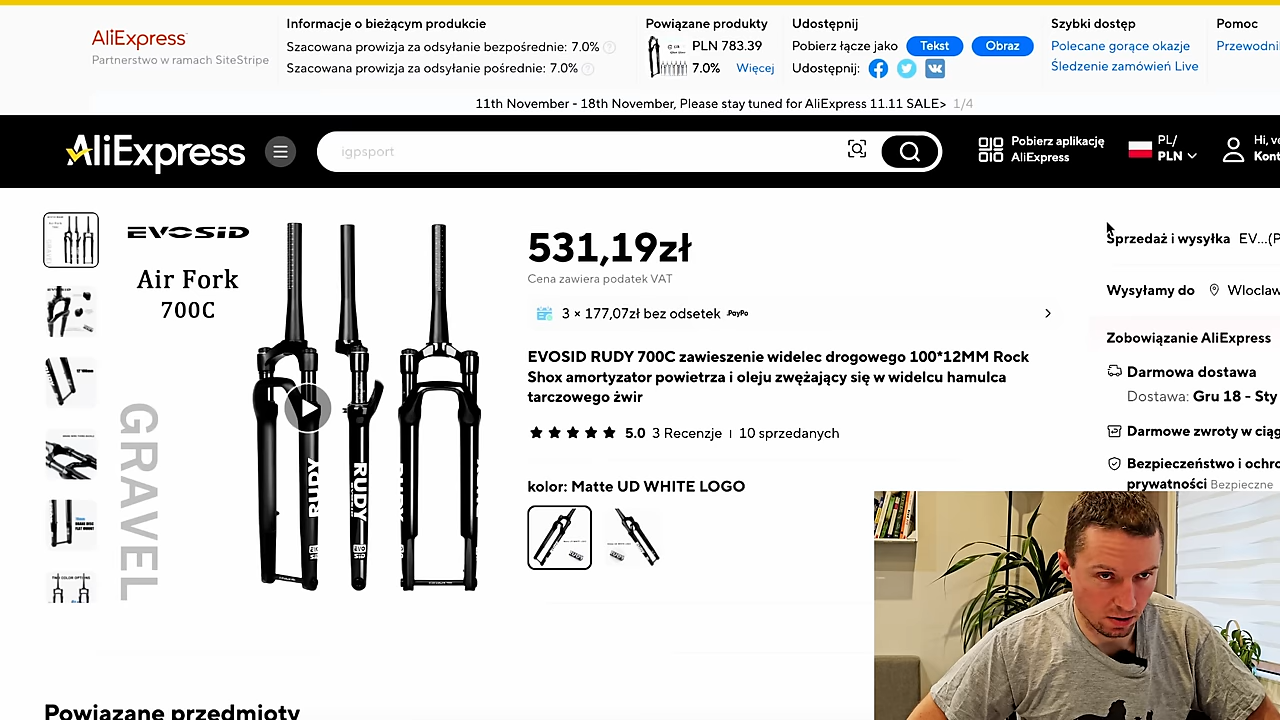 AliExpress
Partnerstwo w ramach SiteStripe
Informacje o bieżącym produkcie
Szacowana prowizja za odsyłanie bezpośrednie: 7.0%
Szacowana prowizja za odsyłanie pośrednie: 7.0%
Powiązane produkty
PLN 783.39
7.0% Więcej
Udostępnij
Pobierz łącze jako Tekst Obraz
Udostępnij:
Szybki dostęp
Polecane gorące okazje
Śledzenie zamówień Live
Pomoc
11th November - 18th November, Please stay tuned for AliExpress 11.11 SALE> 1/4
AliExpress
igpsport
Pobierz aplikację
AliExpress
PL/
PLN
Hi,
EVOSID
Air Fork
700C
GRAVEL
RUDY
RUDY
531,19zł
Cena zawiera podatek VAT
3 × 177,07zł bez odsetek
EVOSID RUDY 700C zawieszenie widelec drogowego 100*12MM Rock
Shox amortyzator powietrza i oleju zwężający się w widelcu hamulca
tarczowego żwir
5.0 3 Recenzje 10 sprzedanych
kolor: Matte UD WHITE LOGO
Sprzedaż i wysyłka EV...(P
Wysyłamy do
Zobowiązanie AliExpress
Darmowa dostawa
Dostawa: Gru 18 - Sty
Darmowe zwroty w ciąg
Bezpieczeństwo i ochro
prywatności Bezpieczne
Powiązane przedmioty